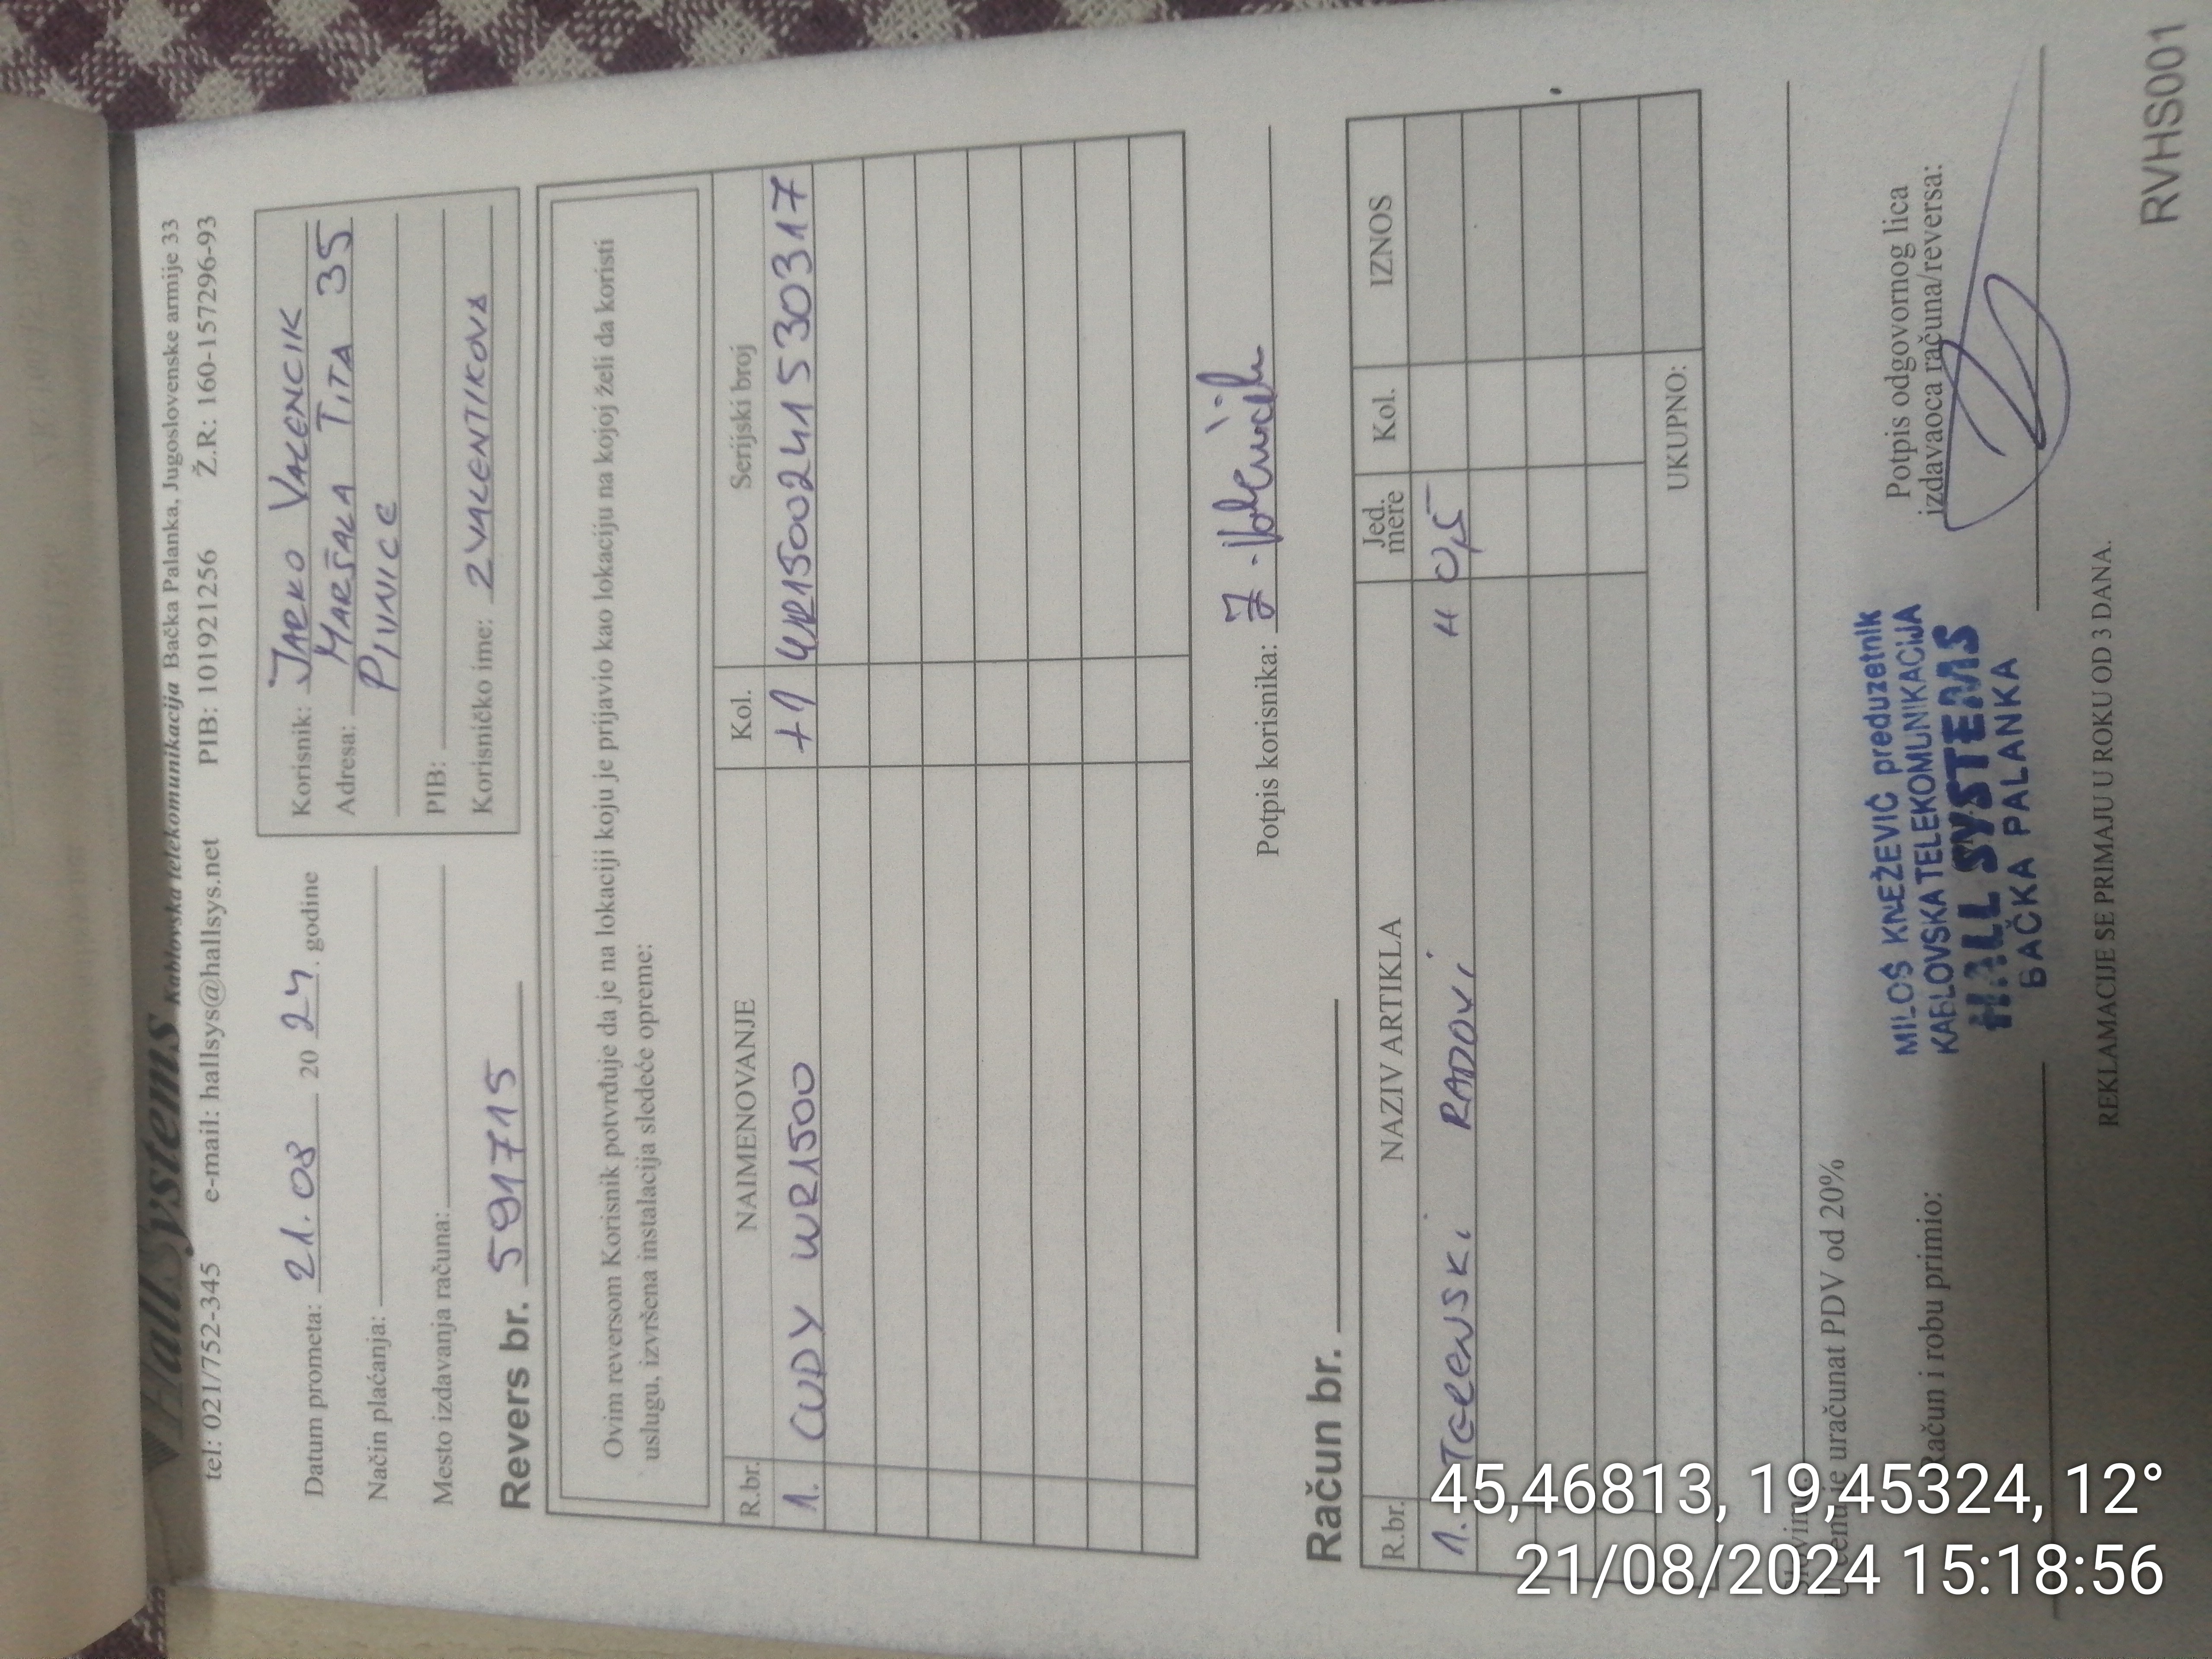 HallSystems Kablovska telekomunikacija Bačka Palanka, Jugoslovenske armije 33
tel: 021/752-345 e-mail: hallsys@hallsys.net PIB: 101921256 Ž.R: 160-157296-93
Datum prometa: 21.08 20 24. godine
Način plaćanja:
Mesto izdavanja računa:
Korisnik: JARKO VALENCIK
Adresa: MARŠALA TITA 35
PIVNICE
PIB:
Korisničko ime: 2VALENTIKOVA
Revers br. 591715
Ovim reversom Korisnik potvrđuje da je na lokaciji koju je prijavio kao lokaciju na kojoj želi da koristi
uslugu, izvršena instalacija sledeće opreme:
R.br. NAIMENOVANJE Kol. Serijski broj
1. CUDY WR1500 +1 WR1500241530317
Potpis korisnika:
Račun br.
R.br. NAZIV ARTIKLA Jed. mere Kol. IZNOS
1. TERENSKI RADOVI H 0,5
UKUPNO:
cenu je uračunat PDV od 20%
Račun i robu primio:
MILOŠ KNEŽEVIĆ preduzetnik
KABLOVSKA TELEKOMUNIKACIJA
HALL SYSTEMS
BAČKA PALANKA
Potpis odgovornog lica
izdavaoca računa/reversa:
REKLAMACIJE SE PRIMAJU U ROKU OD 3 DANA.
RVHS001
45,46813, 19,45324, 12°
21/08/2024 15:18:56